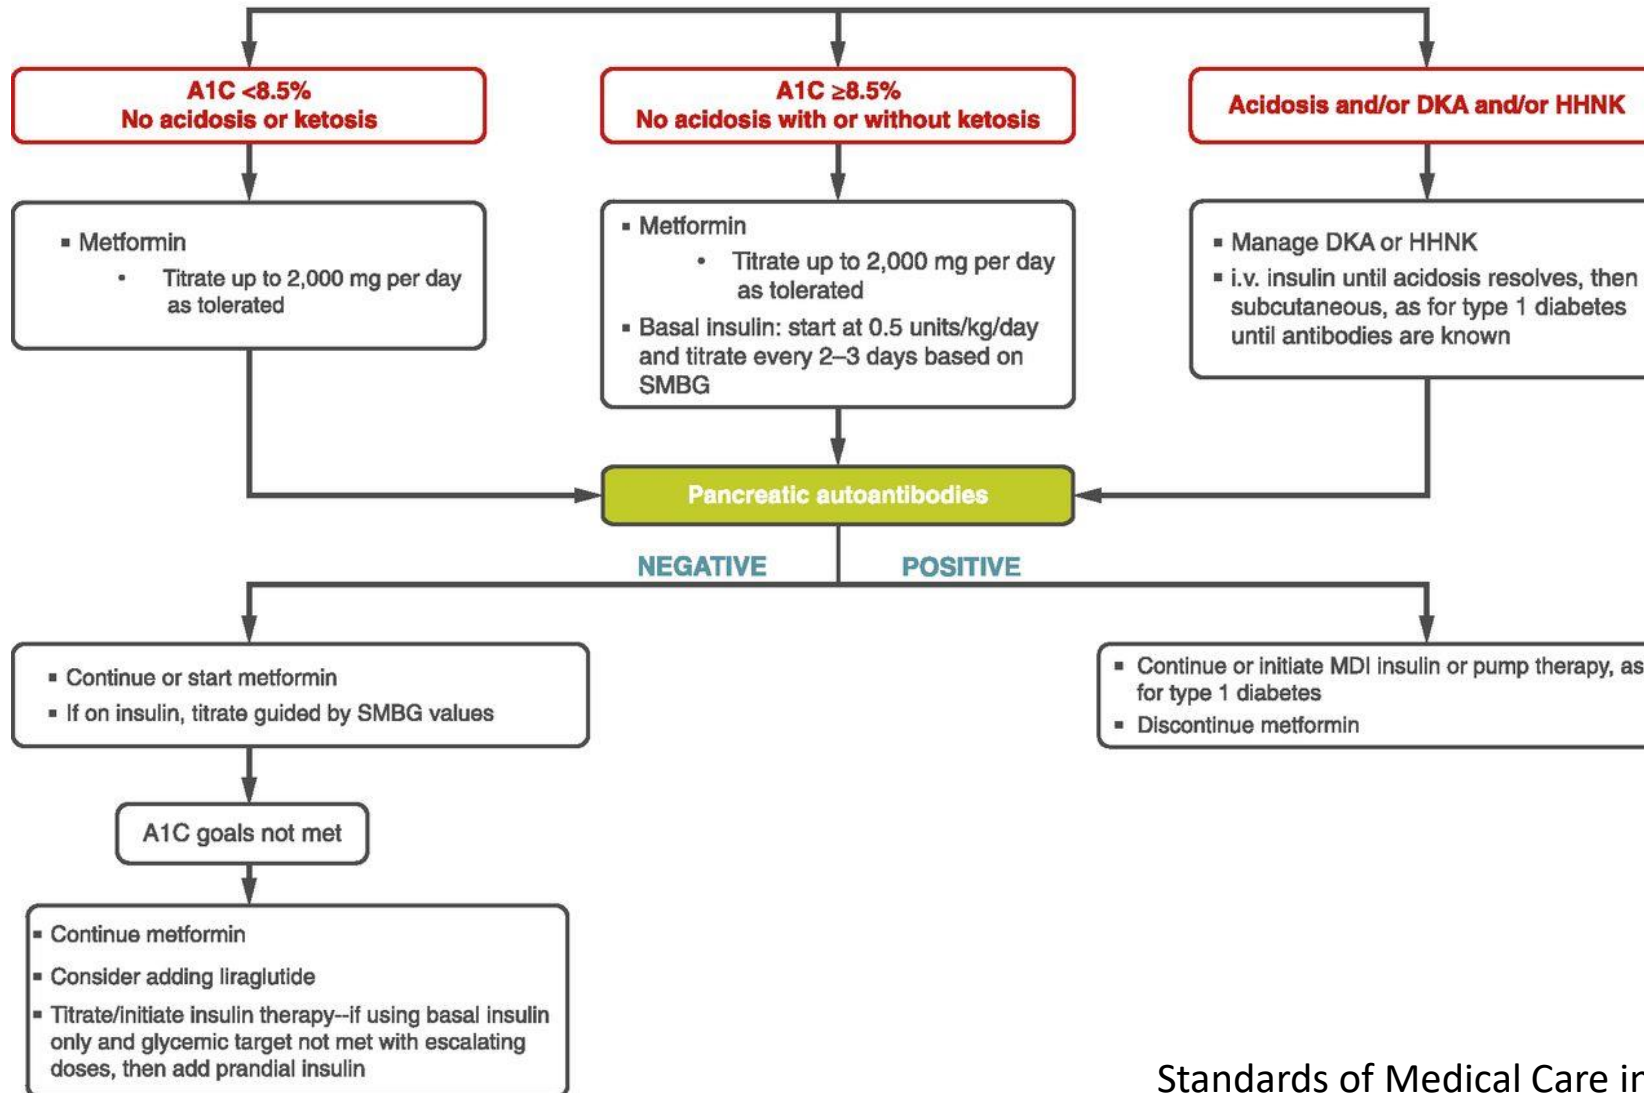 A1C <8.5%
No acidosis or ketosis
A1C ≥8.5%
No acidosis with or without ketosis
Acidosis and/or DKA and/or HHNK
▪ Metformin
• Titrate up to 2,000 mg per day
as tolerated
▪ Metformin
• Titrate up to 2,000 mg per day
as tolerated
▪ Basal insulin: start at 0.5 units/kg/day
and titrate every 2–3 days based on
SMBG
▪ Manage DKA or HHNK
▪ i.v. insulin until acidosis resolves, then
subcutaneous, as for type 1 diabetes
until antibodies are known
Pancreatic autoantibodies
NEGATIVE
POSITIVE
▪ Continue or start metformin
▪ If on insulin, titrate guided by SMBG values
▪ Continue or initiate MDI insulin or pump therapy, as
for type 1 diabetes
▪ Discontinue metformin
A1C goals not met
▪ Continue metformin
▪ Consider adding liraglutide
▪ Titrate/initiate insulin therapy--if using basal insulin
only and glycemic target not met with escalating
doses, then add prandial insulin
Standards of Medical Care in